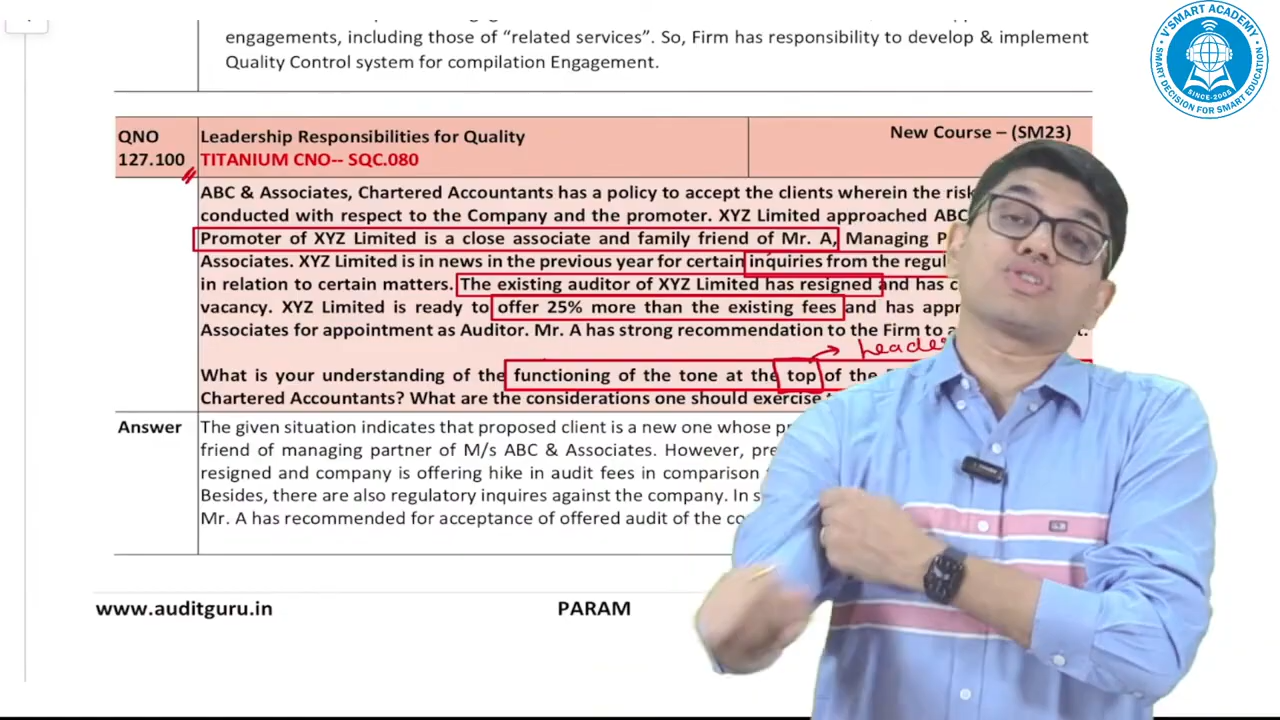 engagements, including those of “related services”. So, Firm has responsibility to develop & implement
Quality Control system for compilation Engagement.
V'SMART ACADEMY
SINCE-2005
SMART DECISION FOR SMART EDUCATION
QNO
127.100
Leadership Responsibilities for Quality
TITANIUM CNO-- SQC.080
New Course – (SM23)
ABC & Associates, Chartered Accountants has a policy to accept the clients wherein the risk
conducted with respect to the Company and the promoter. XYZ Limited approached ABC
Promoter of XYZ Limited is a close associate and family friend of Mr. A, Managing
Associates. XYZ Limited is in news in the previous year for certain inquiries from the
in relation to certain matters. The existing auditor of XYZ Limited has resigned and has
vacancy. XYZ Limited is ready to offer 25% more than the existing fees and has
Associates for appointment as Auditor. Mr. A has strong recommendation to the Firm to
What is your understanding of the functioning of the tone at the top of the
Chartered Accountants? What are the considerations one should exercise
Answer
The given situation indicates that proposed client is a new one whose
friend of managing partner of M/s ABC & Associates. However,
resigned and company is offering hike in audit fees in comparison
Besides, there are also regulatory inquires against the company. In
Mr. A has recommended for acceptance of offered audit of the
www.auditguru.in
PARAM